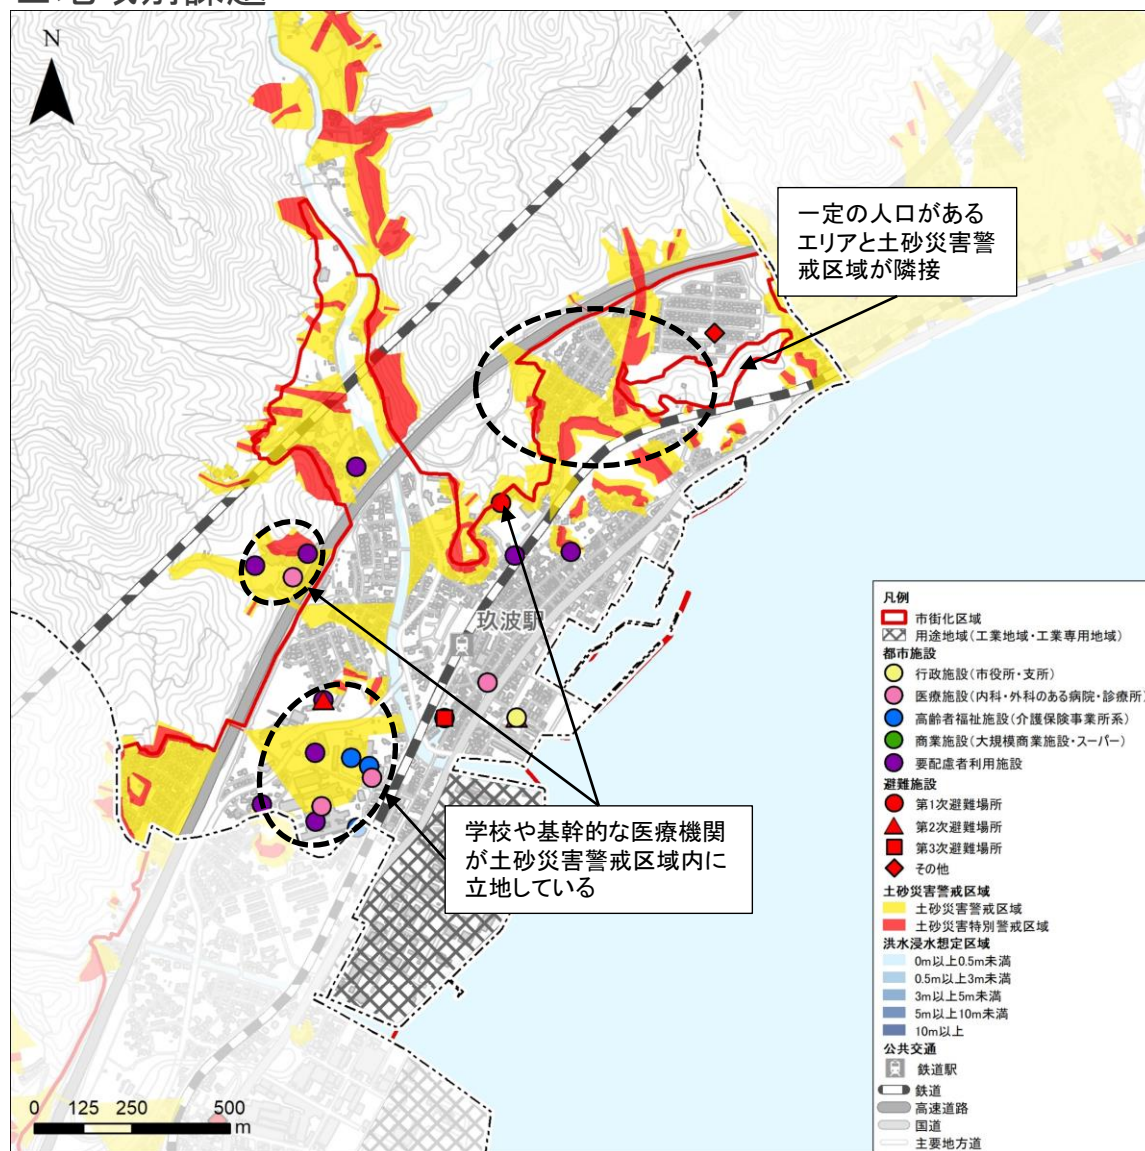 N
一定の人口がある
エリアと土砂災害警
戒区域が隣接
玖波駅
学校や基幹的な医療機関
が土砂災害警戒区域内に
立地している
凡例
市街化区域
用途地域(工業地域・工業専用地域)
都市施設
行政施設(市役所・支所)
医療施設(内科・外科のある病院・診療所)
高齢者福祉施設(介護保険事業所系)
商業施設(大規模商業施設・スーパー)
要配慮者利用施設
避難施設
第1次避難場所
第2次避難場所
第3次避難場所
その他
土砂災害警戒区域
土砂災害警戒区域
土砂災害特別警戒区域
洪水浸水想定区域
0m以上0.5m未満
0.5m以上3m未満
3m以上5m未満
5m以上10m未満
10m以上
公共交通
鉄道駅
鉄道
高速道路
国道
主要地方道
0 125 250 500
m